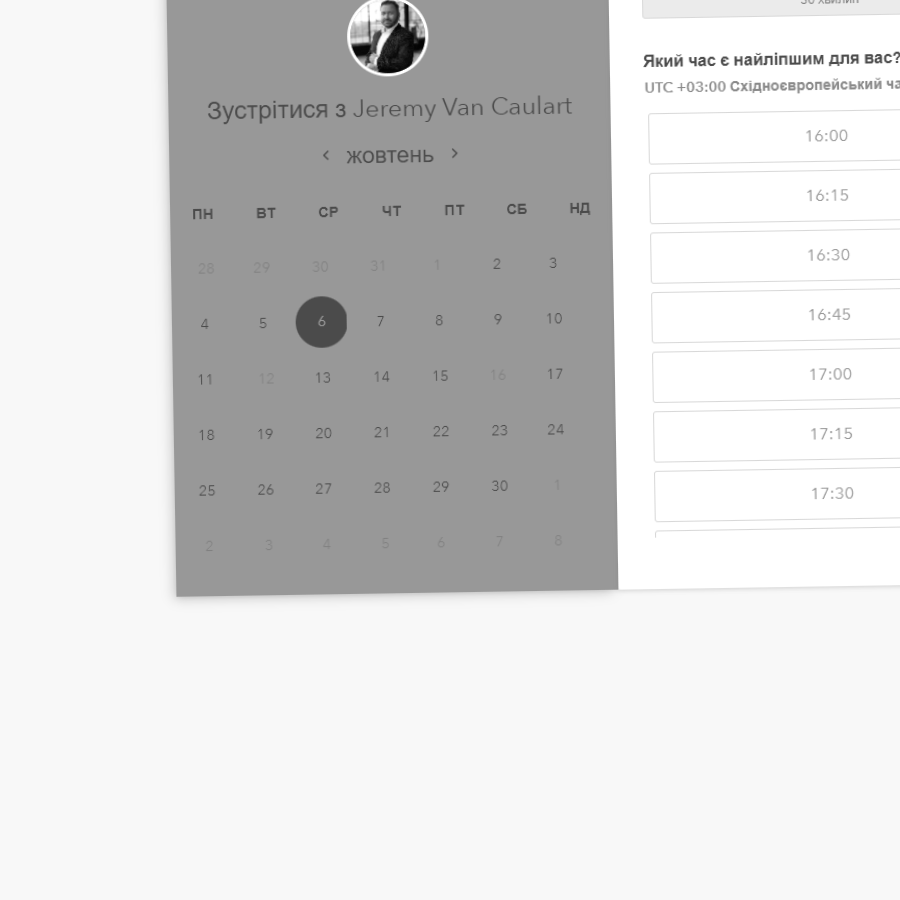 Зустрітися з Jeremy Van Caulart
‹ жовтень ›
ПН ВТ СР ЧТ ПТ СБ НД
28 29 30 31 1 2 3
4 5 6 7 8 9 10
11 12 13 14 15 16 17
18 19 20 21 22 23 24
25 26 27 28 29 30 1
2 3 4 5 6 7 8
30 хвилин
Який час є найліпшим для вас?
UTC +03:00 Східноєвропейський ча
16:00
16:15
16:30
16:45
17:00
17:15
17:30